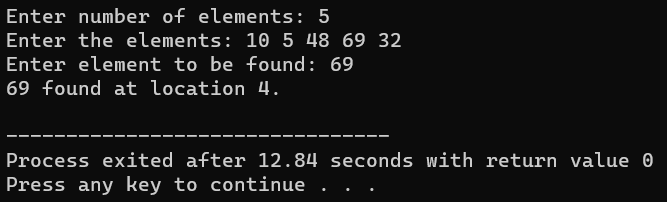 Enter number of elements: 5
Enter the elements: 10 5 48 69 32
Enter element to be found: 69
69 found at location 4.
--------------------------------
Process exited after 12.84 seconds with return value 0
Press any key to continue . . .